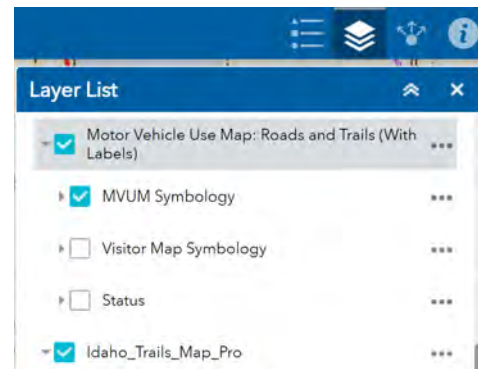 Layer List
Motor Vehicle Use Map: Roads and Trails (With
Labels)
MVUM Symbology
Visitor Map Symbology
Status
Idaho_Trails_Map_Pro